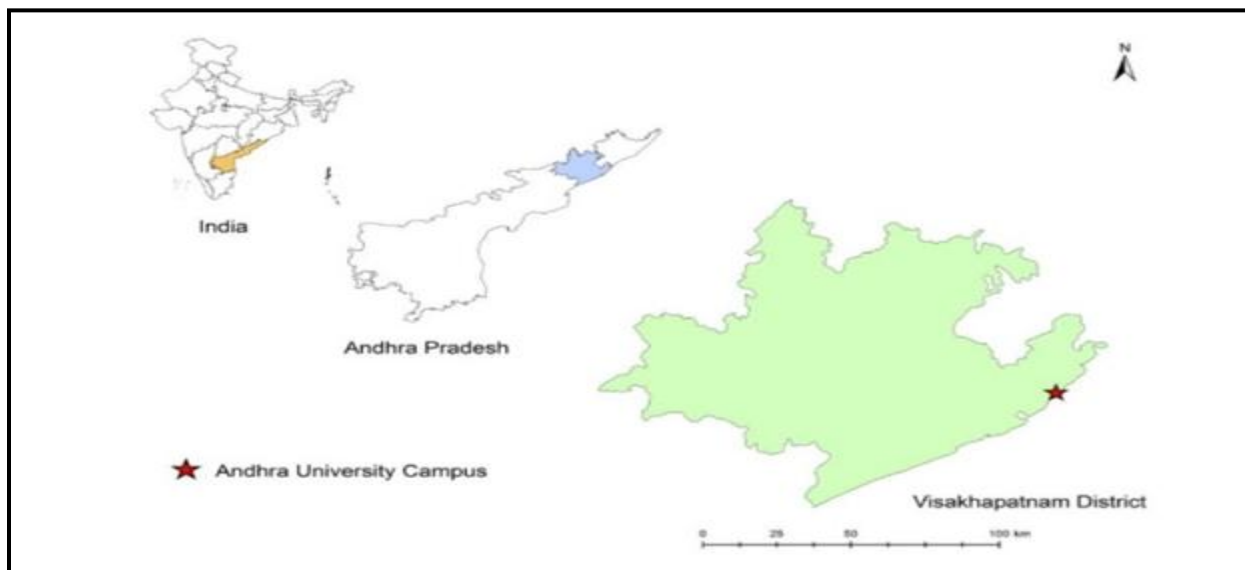 N
India
Andhra Pradesh
Andhra University Campus
Visakhapatnam District
0 25 50 100 km